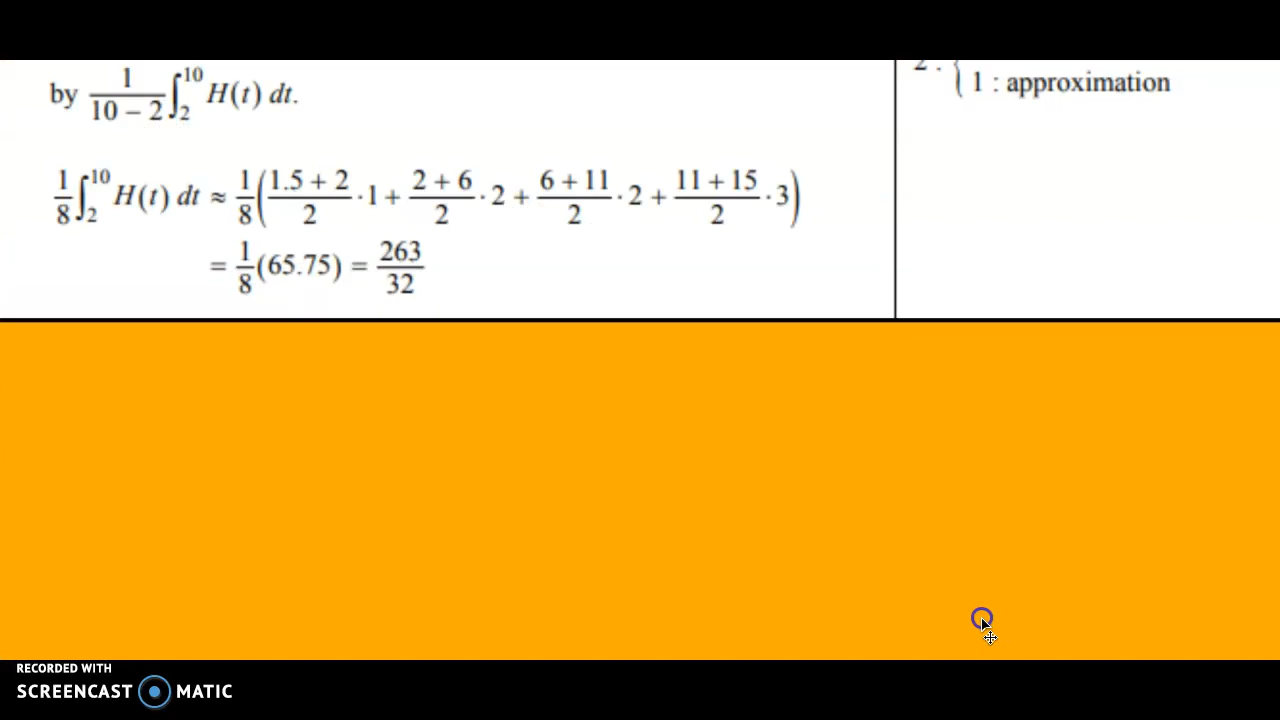 by 1/(10 − 2) ∫₂¹⁰ H(t) dt.
1/8 ∫₂¹⁰ H(t) dt ≈ 1/8 ( (1.5 + 2)/2 · 1 + (2 + 6)/2 · 2 + (6 + 11)/2 · 2 + (11 + 15)/2 · 3 )
= 1/8 (65.75) = 263/32
1 : approximation
RECORDED WITH
SCREENCAST MATIC